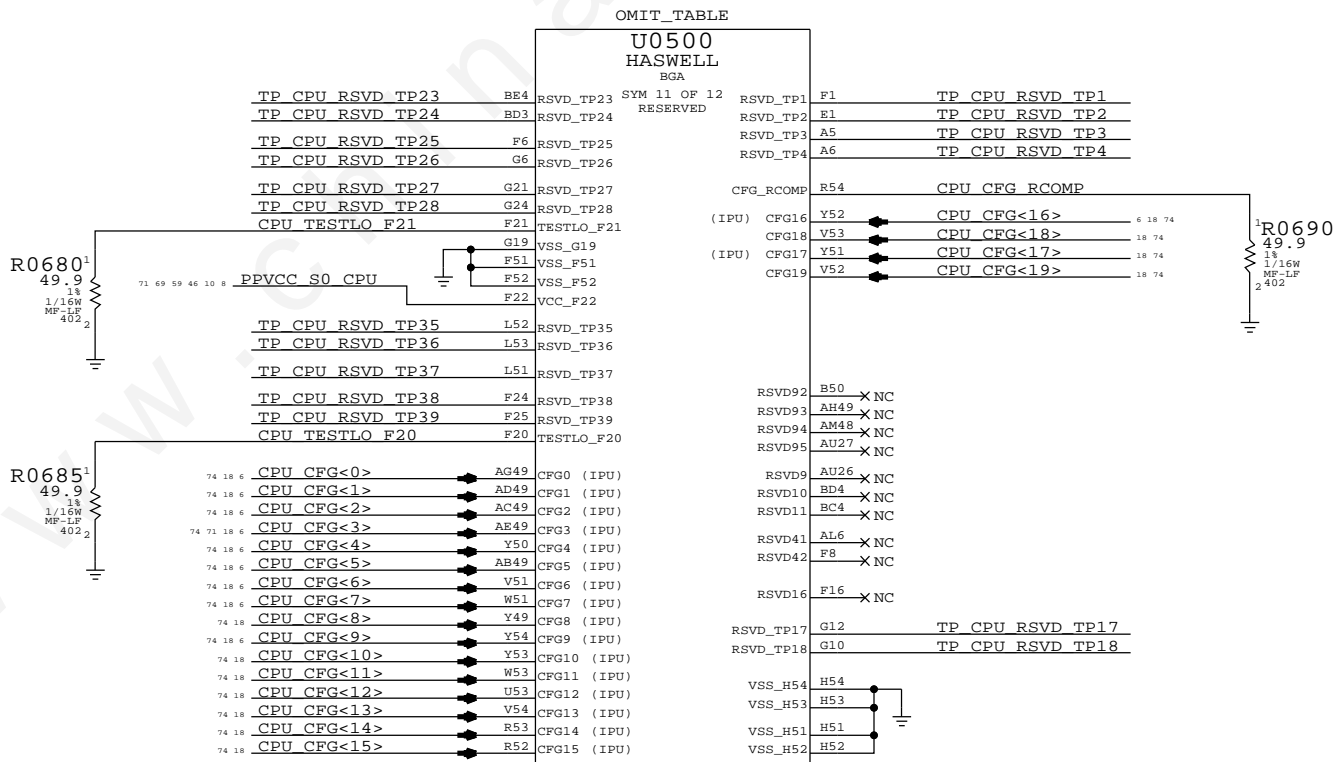 OMIT_TABLE
U0500
HASWELL
BGA
SYM 11 OF 12
RESERVED
TP_CPU_RSVD_TP23 BE4 RSVD_TP23
TP_CPU_RSVD_TP24 BD3 RSVD_TP24
TP_CPU_RSVD_TP25 F6 RSVD_TP25
TP_CPU_RSVD_TP26 G6 RSVD_TP26
TP_CPU_RSVD_TP27 G21 RSVD_TP27
TP_CPU_RSVD_TP28 G24 RSVD_TP28
CPU_TESTLO_F21 F21 TESTLO_F21
G19 VSS_G19
F51 VSS_F51
F52 VSS_F52
71 69 59 46 10 8 PPVCC_S0_CPU F22 VCC_F22
R0680 1
49.9
1%
1/16W
MF-LF
402 2
TP_CPU_RSVD_TP35 L52 RSVD_TP35
TP_CPU_RSVD_TP36 L53 RSVD_TP36
TP_CPU_RSVD_TP37 L51 RSVD_TP37
TP_CPU_RSVD_TP38 F24 RSVD_TP38
TP_CPU_RSVD_TP39 F25 RSVD_TP39
CPU_TESTLO_F20 F20 TESTLO_F20
R0685 1
49.9
1%
1/16W
MF-LF
402 2
74 18 6 CPU_CFG<0> AG49 CFG0 (IPU)
74 18 6 CPU_CFG<1> AD49 CFG1 (IPU)
74 18 6 CPU_CFG<2> AC49 CFG2 (IPU)
74 71 18 6 CPU_CFG<3> AE49 CFG3 (IPU)
74 18 6 CPU_CFG<4> Y50 CFG4 (IPU)
74 18 6 CPU_CFG<5> AB49 CFG5 (IPU)
74 18 6 CPU_CFG<6> V51 CFG6 (IPU)
74 18 6 CPU_CFG<7> W51 CFG7 (IPU)
74 18 CPU_CFG<8> Y49 CFG8 (IPU)
74 18 6 CPU_CFG<9> Y54 CFG9 (IPU)
74 18 CPU_CFG<10> Y53 CFG10 (IPU)
74 18 CPU_CFG<11> W53 CFG11 (IPU)
74 18 CPU_CFG<12> U53 CFG12 (IPU)
74 18 CPU_CFG<13> V54 CFG13 (IPU)
74 18 CPU_CFG<14> R53 CFG14 (IPU)
74 18 CPU_CFG<15> R52 CFG15 (IPU)
RSVD_TP1 F1 TP_CPU_RSVD_TP1
RSVD_TP2 E1 TP_CPU_RSVD_TP2
RSVD_TP3 A5 TP_CPU_RSVD_TP3
RSVD_TP4 A6 TP_CPU_RSVD_TP4
CFG_RCOMP R54 CPU_CFG_RCOMP
(IPU) CFG16 Y52 CPU_CFG<16> 6 18 74
CFG18 V53 CPU_CFG<18> 18 74
(IPU) CFG17 Y51 CPU_CFG<17> 18 74
CFG19 V52 CPU_CFG<19> 18 74
1 R0690
49.9
1%
1/16W
MF-LF
2 402
RSVD92 B50 NC
RSVD93 AH49 NC
RSVD94 AM48 NC
RSVD95 AU27 NC
RSVD9 AU26 NC
RSVD10 BD4 NC
RSVD11 BC4 NC
RSVD41 AL6 NC
RSVD42 F8 NC
RSVD16 F16 NC
RSVD_TP17 G12 TP_CPU_RSVD_TP17
RSVD_TP18 G10 TP_CPU_RSVD_TP18
VSS_H54 H54
VSS_H53 H53
VSS_H51 H51
VSS_H52 H52
w w . c h i n a